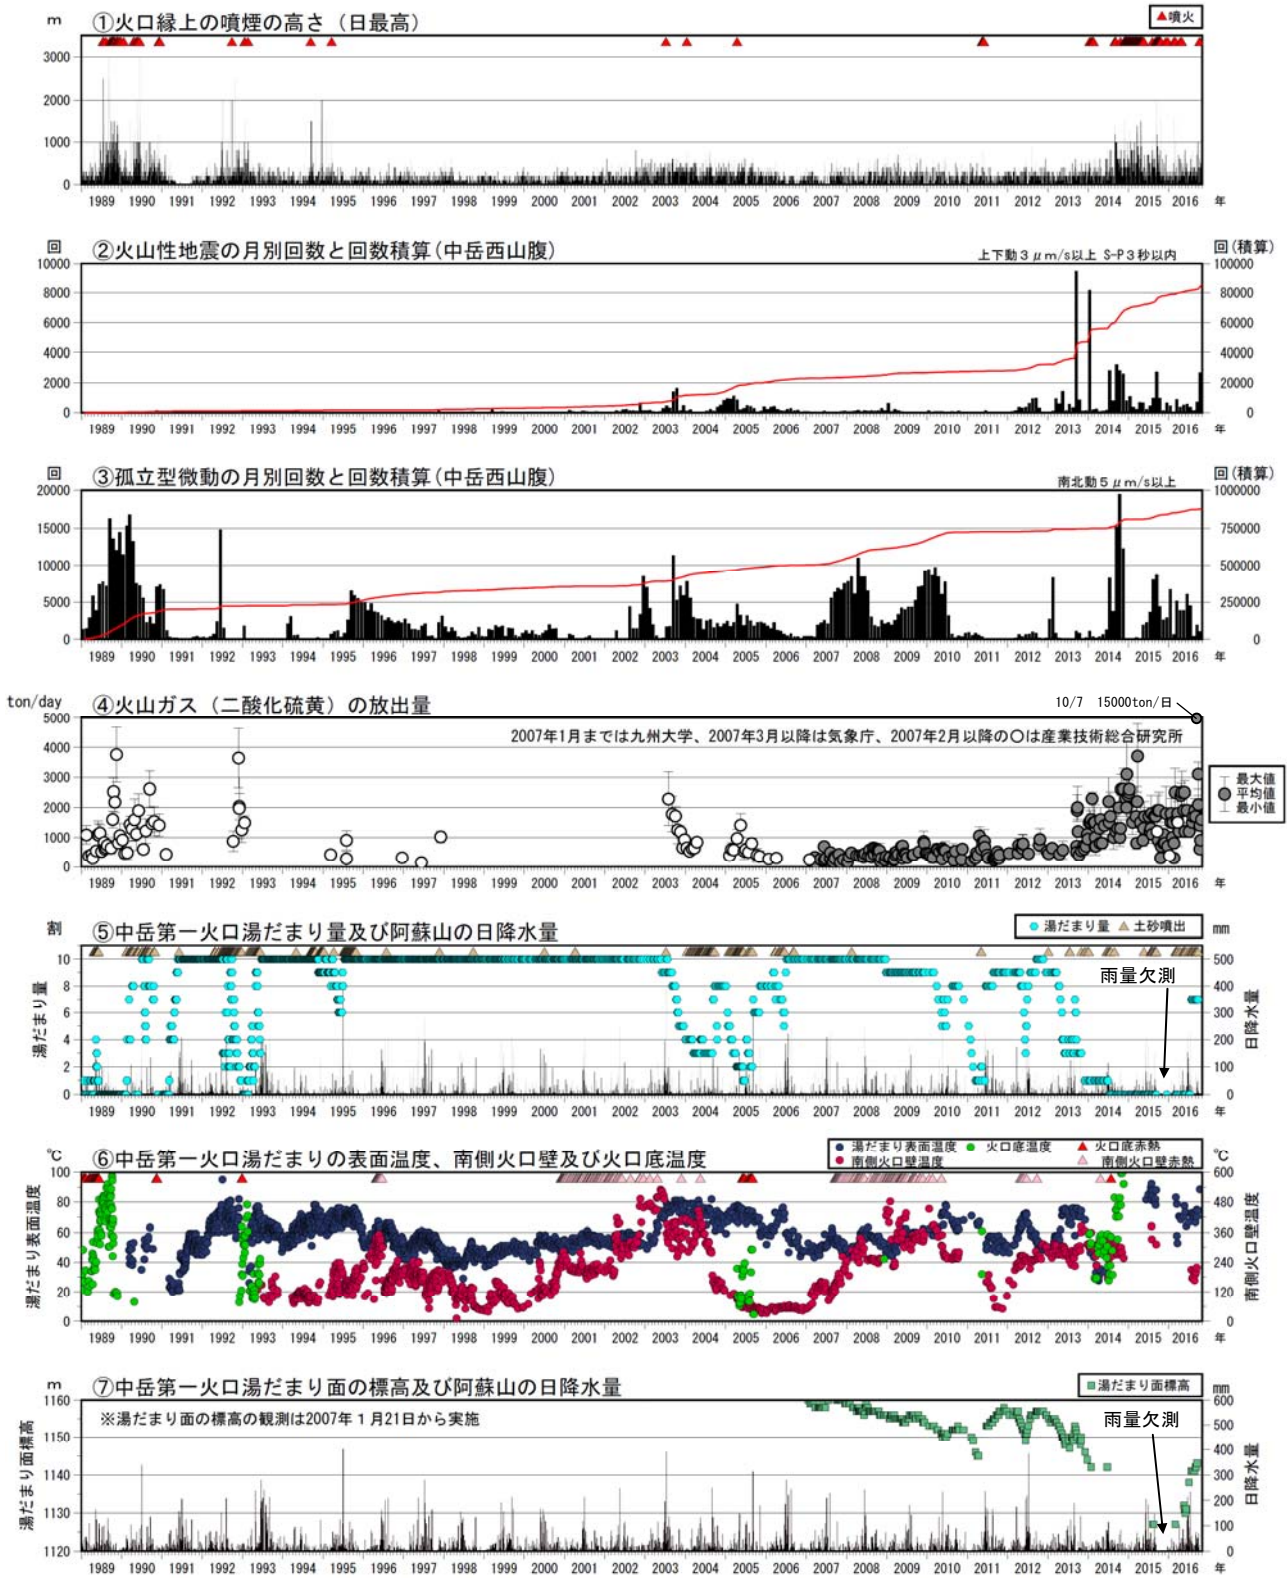 m ①火口縁上の噴煙の高さ（日最高） ▲噴火
3000
2000
1000
0
1989 1990 1991 1992 1993 1994 1995 1996 1997 1998 1999 2000 2001 2002 2003 2004 2005 2006 2007 2008 2009 2010 2011 2012 2013 2014 2015 2016 年
回 ②火山性地震の月別回数と回数積算(中岳西山腹) 上下動３μm/s以上 S-P３秒以内 回(積算)
10000 100000
8000 80000
6000 60000
4000 40000
2000 20000
0 0
1989 1990 1991 1992 1993 1994 1995 1996 1997 1998 1999 2000 2001 2002 2003 2004 2005 2006 2007 2008 2009 2010 2011 2012 2013 2014 2015 2016 年
回 ③孤立型微動の月別回数と回数積算(中岳西山腹) 南北動５μm/s以上 回(積算)
20000 1000000
15000 750000
10000 500000
5000 250000
0 0
1989 1990 1991 1992 1993 1994 1995 1996 1997 1998 1999 2000 2001 2002 2003 2004 2005 2006 2007 2008 2009 2010 2011 2012 2013 2014 2015 2016 年
ton/day ④火山ガス（二酸化硫黄）の放出量 10/7 15000ton/日
5000
2007年1月までは九州大学、2007年3月以降は気象庁、2007年2月以降の○は産業技術総合研究所
4000
3000
2000
1000
0
最大値
平均値
最小値
1989 1990 1991 1992 1993 1994 1995 1996 1997 1998 1999 2000 2001 2002 2003 2004 2005 2006 2007 2008 2009 2010 2011 2012 2013 2014 2015 2016 年
割 ⑤中岳第一火口湯だまり量及び阿蘇山の日降水量 湯だまり量 ▲土砂噴出 mm
湯だまり量
10 500
8 400
6 300
4 200
2 100
0 0
雨量欠測
日降水量
1989 1990 1991 1992 1993 1994 1995 1996 1997 1998 1999 2000 2001 2002 2003 2004 2005 2006 2007 2008 2009 2010 2011 2012 2013 2014 2015 2016 年
℃ ⑥中岳第一火口湯だまりの表面温度、南側火口壁及び火口底温度 ℃
●湯だまり表面温度 ●火口底温度 ▲火口底赤熱
●南側火口壁温度 ▲南側火口壁赤熱
湯だまり表面温度
100 600
80 480
60 360
40 240
20 120
0 0
南側火口壁温度
1989 1990 1991 1992 1993 1994 1995 1996 1997 1998 1999 2000 2001 2002 2003 2004 2005 2006 2007 2008 2009 2010 2011 2012 2013 2014 2015 2016 年
m ⑦中岳第一火口湯だまり面の標高及び阿蘇山の日降水量 ■湯だまり面標高 mm
※湯だまり面の標高の観測は2007年１月21日から実施
湯だまり面標高
1160 600
500
1150
400
1140
300
1130 200
100
1120 0
雨量欠測
日降水量
1989 1990 1991 1992 1993 1994 1995 1996 1997 1998 1999 2000 2001 2002 2003 2004 2005 2006 2007 2008 2009 2010 2011 2012 2013 2014 2015 2016 年